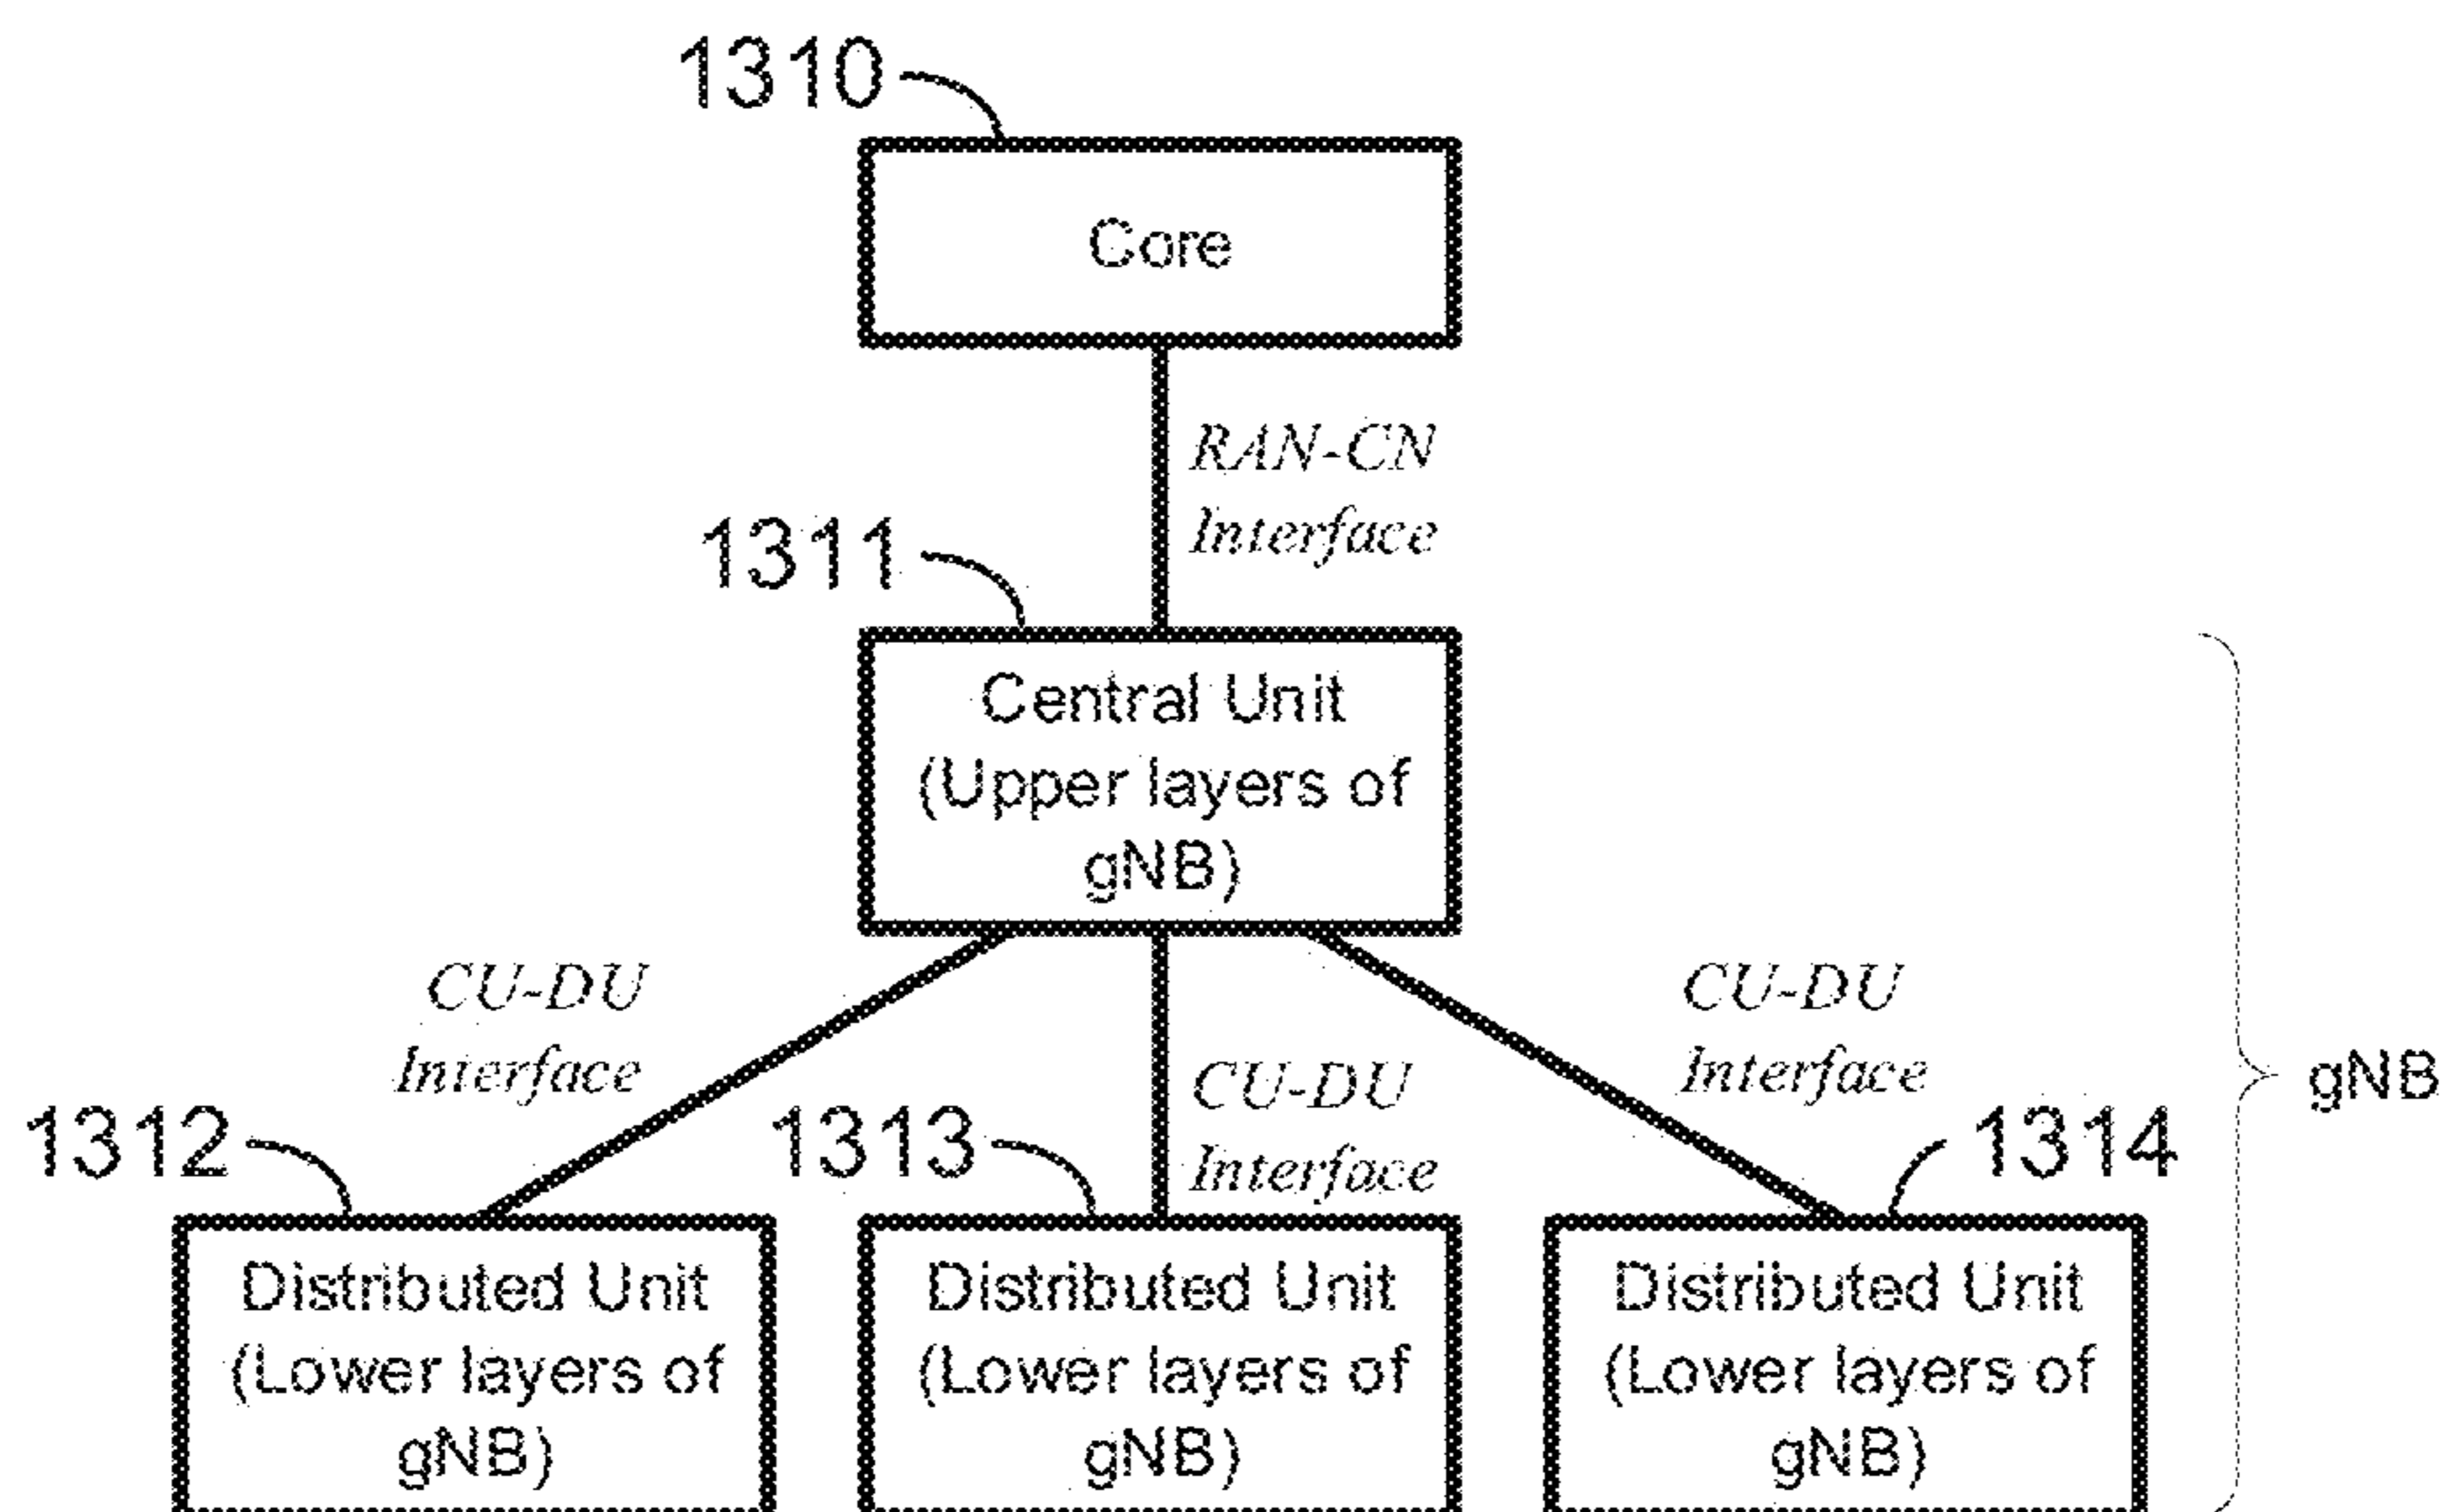 1310
Core
RAN-CN
Interface
1311
Central Unit
(Upper layers of
gNB)
CU-DU
Interface
CU-DU
Interface
CU-DU
Interface
gNB
1312
1313
1314
Distributed Unit
(Lower layers of
gNB)
Distributed Unit
(Lower layers of
gNB)
Distributed Unit
(Lower layers of
gNB)